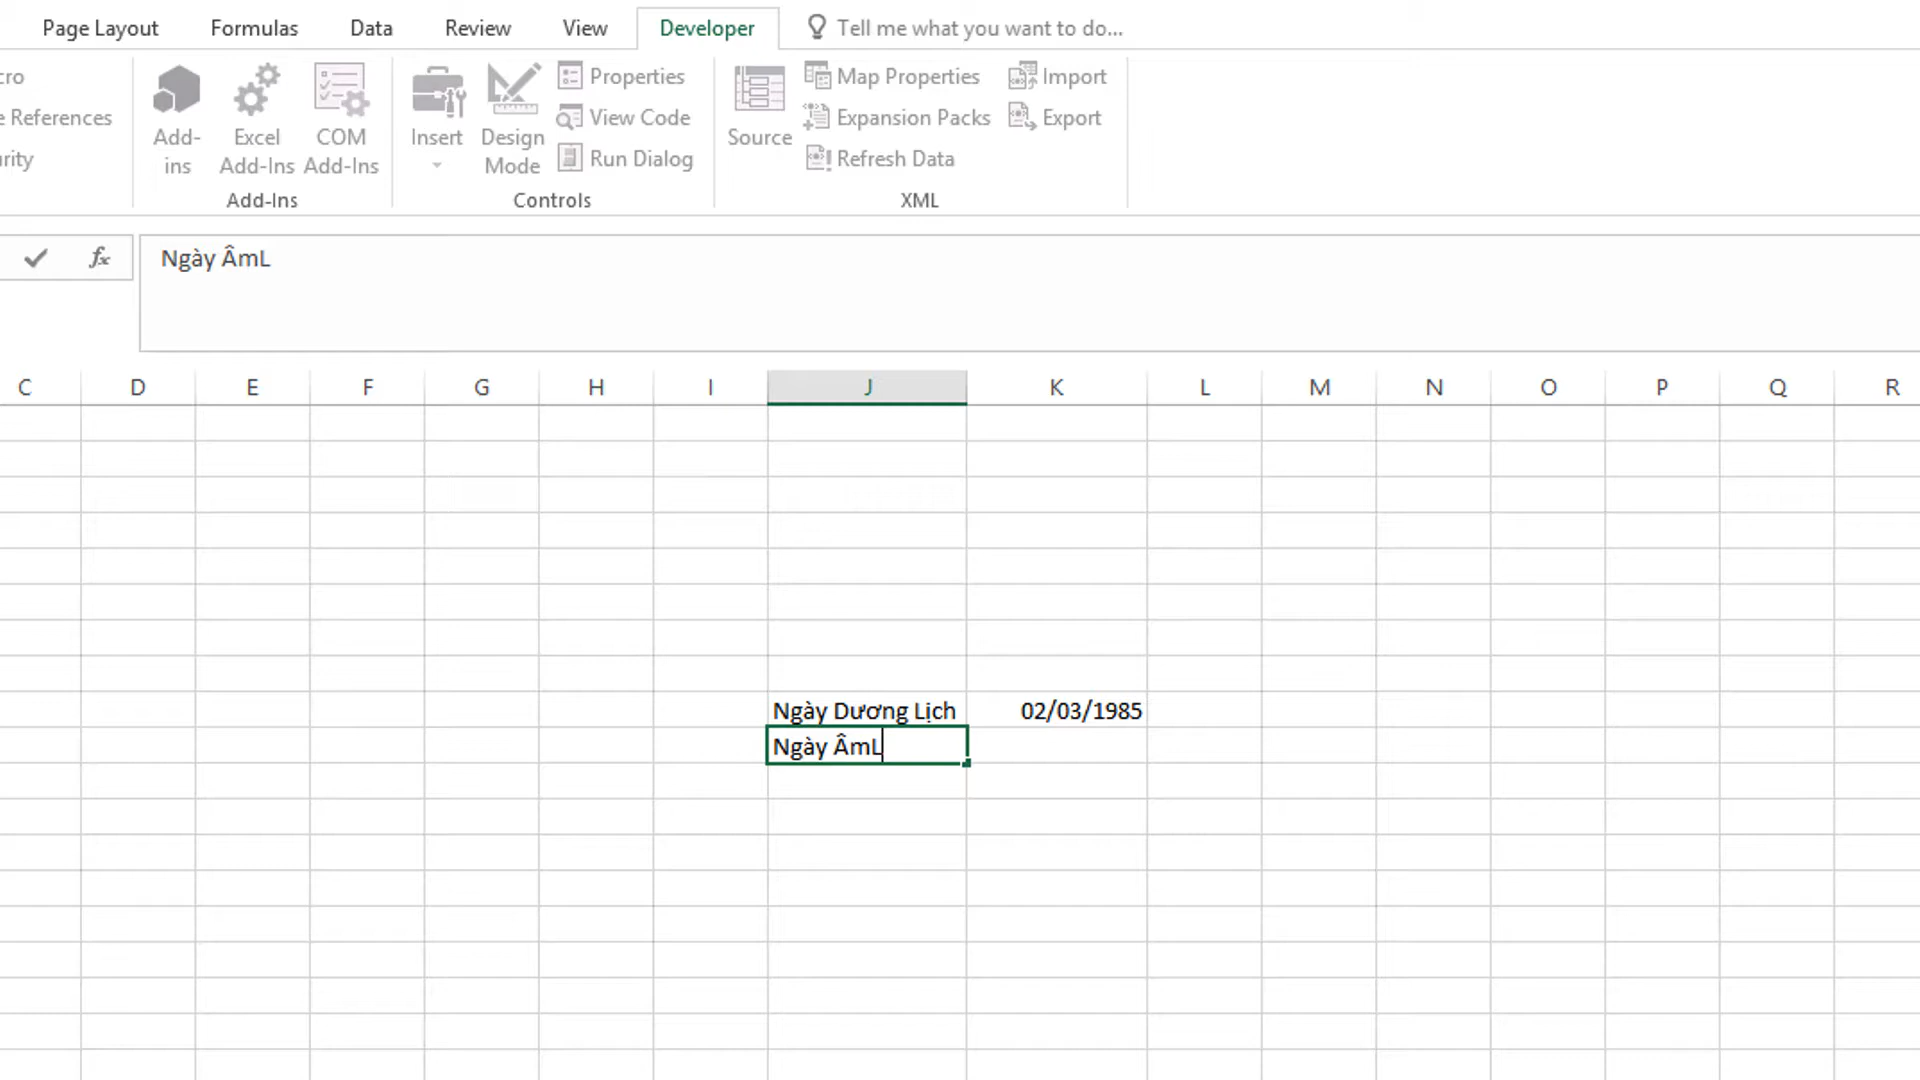 Page Layout Formulas Data Review View Developer Tell me what you want to do...
cro
e References
urity
Add-
ins
Excel
Add-Ins
COM
Add-Ins
Add-Ins
Insert
Design
Mode
Properties
View Code
Run Dialog
Controls
Source
Map Properties
Expansion Packs
Refresh Data
Import
Export
XML
fx Ngày ÂmL
C D E F G H I J K L M N O P Q R
Ngày Dương Lịch 02/03/1985
Ngày ÂmL